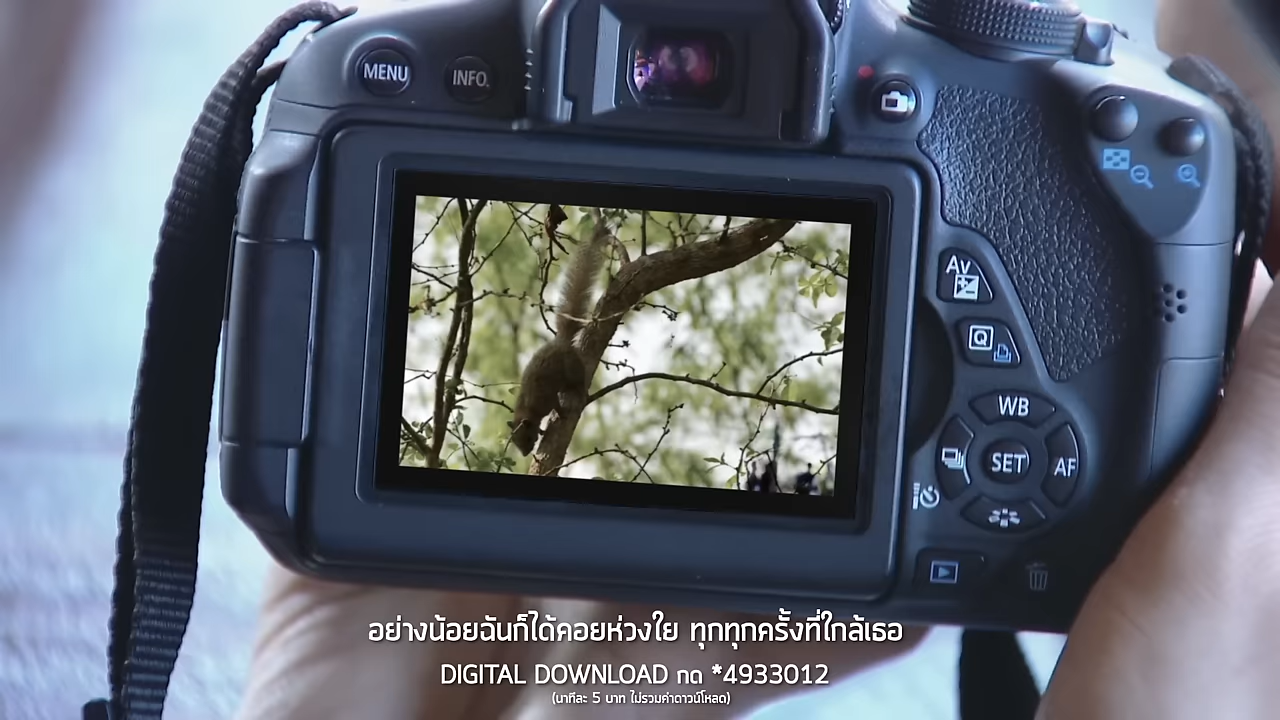 MENU
INFO.
Av
Q
WB
SET
AF
อย่างน้อยฉันก็ได้คอยห่วงใย ทุกทุกครั้งที่ใกล้เธอ
DIGITAL DOWNLOAD กด *4933012
(นาทีละ 5 บาท ไม่รวมค่าดาวน์โหลด)